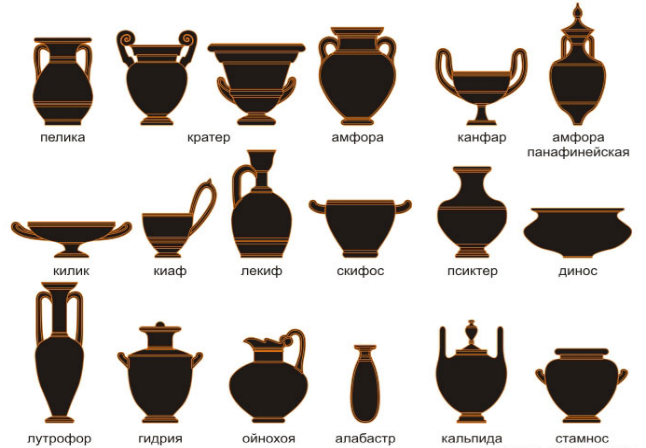 пелика
кратер
амфора
канфар
амфора
панафинейская
килик
киаф
лекиф
скифос
псиктер
динос
лутрофор
гидрия
ойнохоя
алабастр
кальпида
стамнос